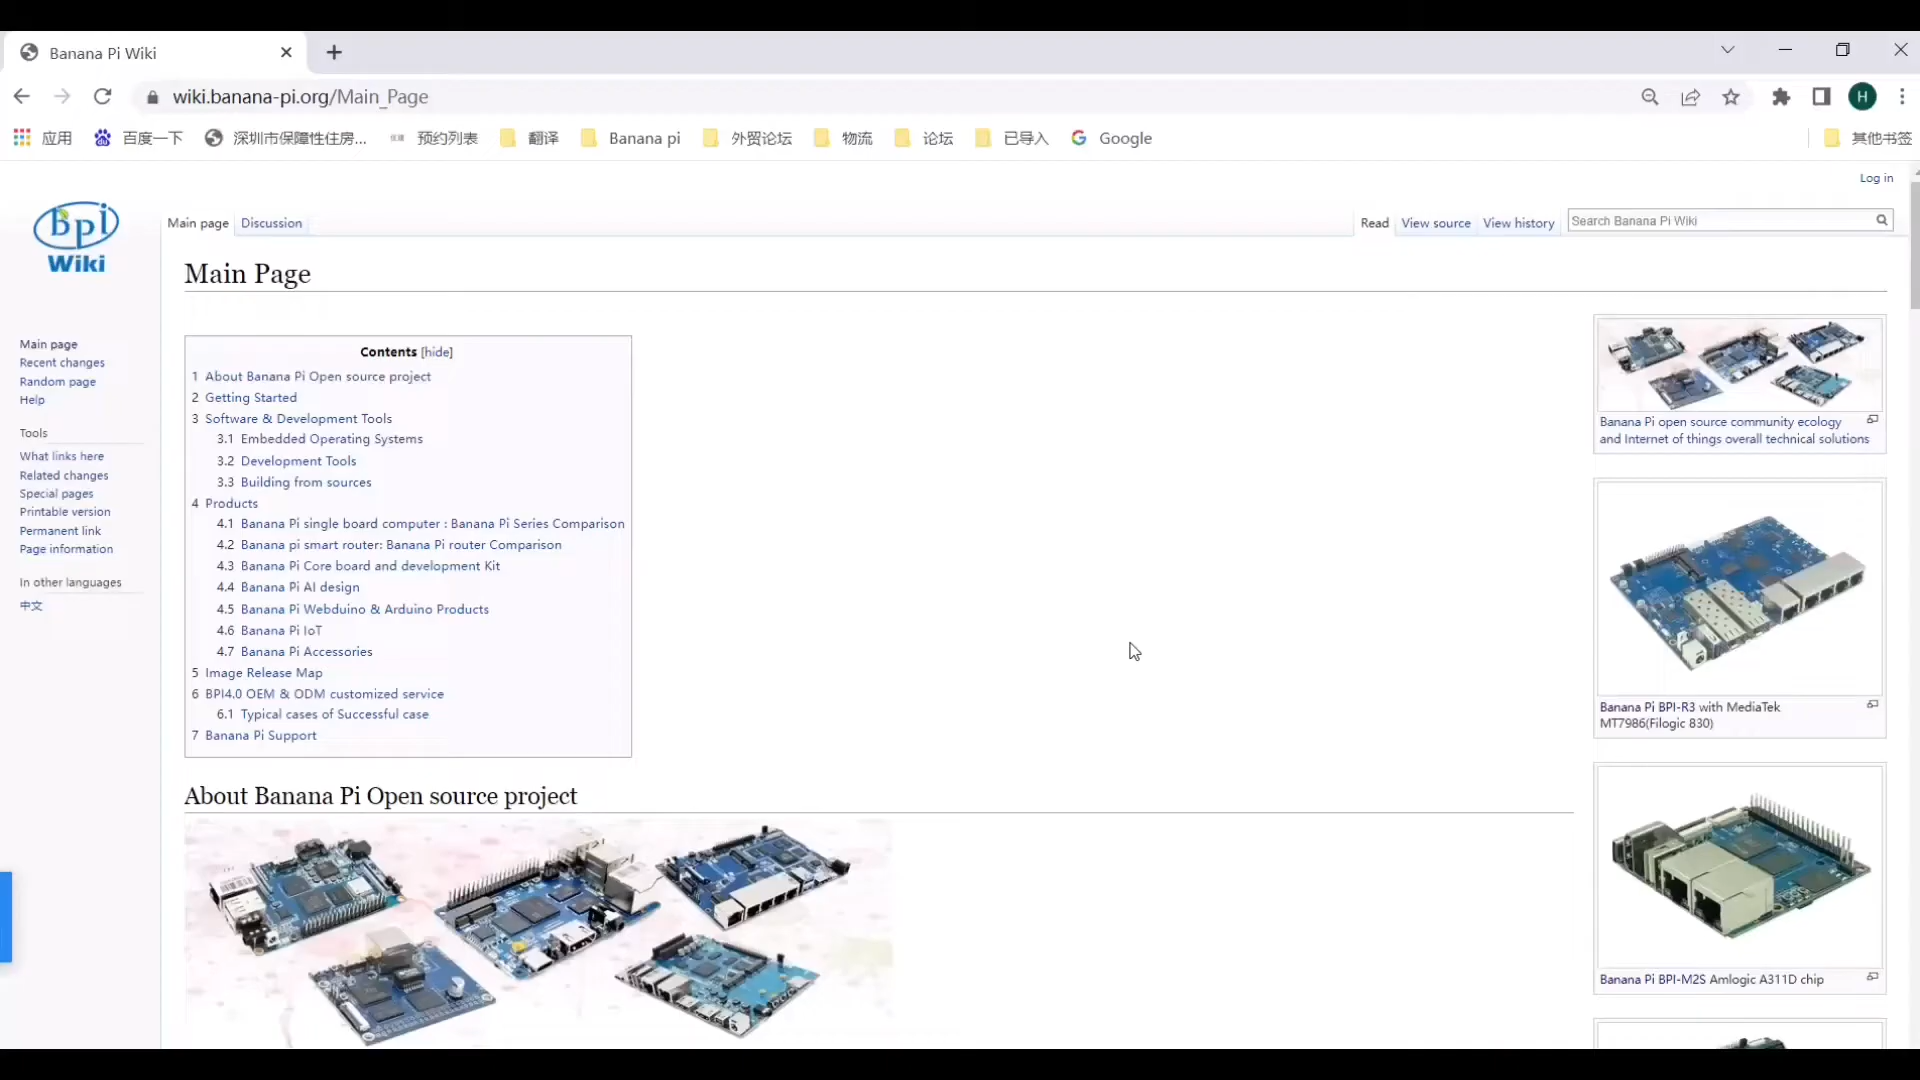 Banana Pi Wiki
wiki.banana-pi.org/Main_Page
H
应用 百度一下 深圳市保障性住房... 预约列表 翻译 Banana pi 外贸论坛 物流 论坛 已导入 Google 其他书签
Log in
Bpi
Wiki
Main page Discussion Read View source View history Search Banana Pi Wiki
Main Page
Main page
Recent changes
Random page
Help
Tools
What links here
Related changes
Special pages
Printable version
Permanent link
Page information
In other languages
中文
Contents [hide]
1 About Banana Pi Open source project
2 Getting Started
3 Software & Development Tools
3.1 Embedded Operating Systems
3.2 Development Tools
3.3 Building from sources
4 Products
4.1 Banana Pi single board computer : Banana Pi Series Comparison
4.2 Banana pi smart router: Banana Pi router Comparison
4.3 Banana Pi Core board and development Kit
4.4 Banana Pi AI design
4.5 Banana Pi Webduino & Arduino Products
4.6 Banana Pi IoT
4.7 Banana Pi Accessories
5 Image Release Map
6 BPI4.0 OEM & ODM customized service
6.1 Typical cases of Successful case
7 Banana Pi Support
About Banana Pi Open source project
Banana Pi open source community ecology
and Internet of things overall technical solutions
Banana Pi BPI-R3 with MediaTek
MT7986(Filogic 830)
Banana Pi BPI-M2S Amlogic A311D chip